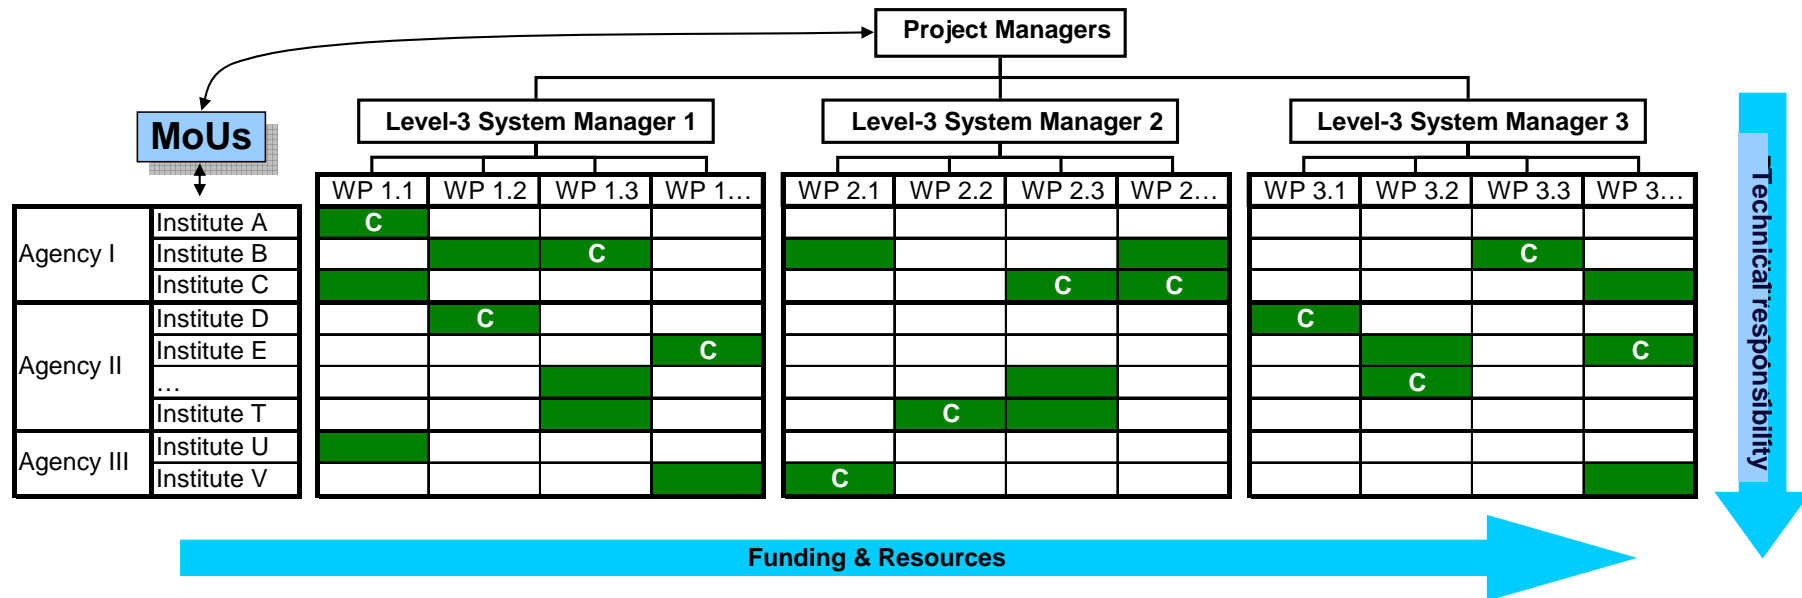 Project Managers
MoUs
Level-3 System Manager 1
Level-3 System Manager 2
Level-3 System Manager 3
WP 1.1 WP 1.2 WP 1.3 WP 1… WP 2.1 WP 2.2 WP 2.3 WP 2… WP 3.1 WP 3.2 WP 3.3 WP 3…
Agency I
Institute A C
Institute B C C
Institute C C C
Agency II
Institute D C C
Institute E C C
… C
Institute T C
Agency III
Institute U
Institute V C
Technical responsibility
Funding & Resources